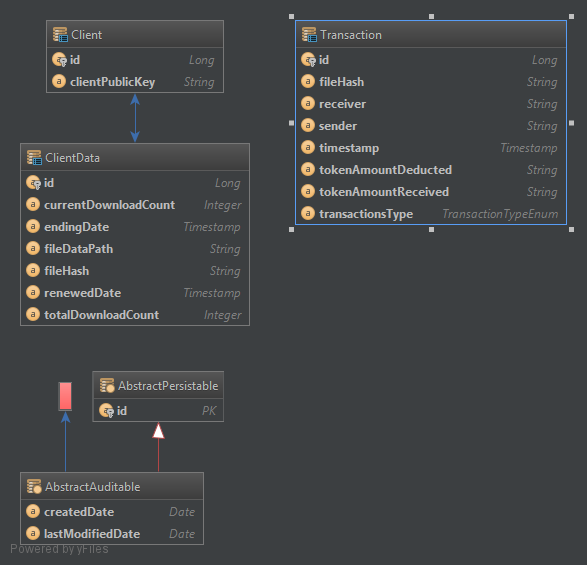 Client
id Long
clientPublicKey String
ClientData
id Long
currentDownloadCount Integer
endingDate Timestamp
fileDataPath String
fileHash String
renewedDate Timestamp
totalDownloadCount Integer
Transaction
id Long
fileHash String
receiver String
sender String
timestamp Timestamp
tokenAmountDeducted String
tokenAmountReceived String
transactionsType TransactionTypeEnum
AbstractPersistable
id PK
AbstractAuditable
createdDate Date
lastModifiedDate Date
Powered by yFiles